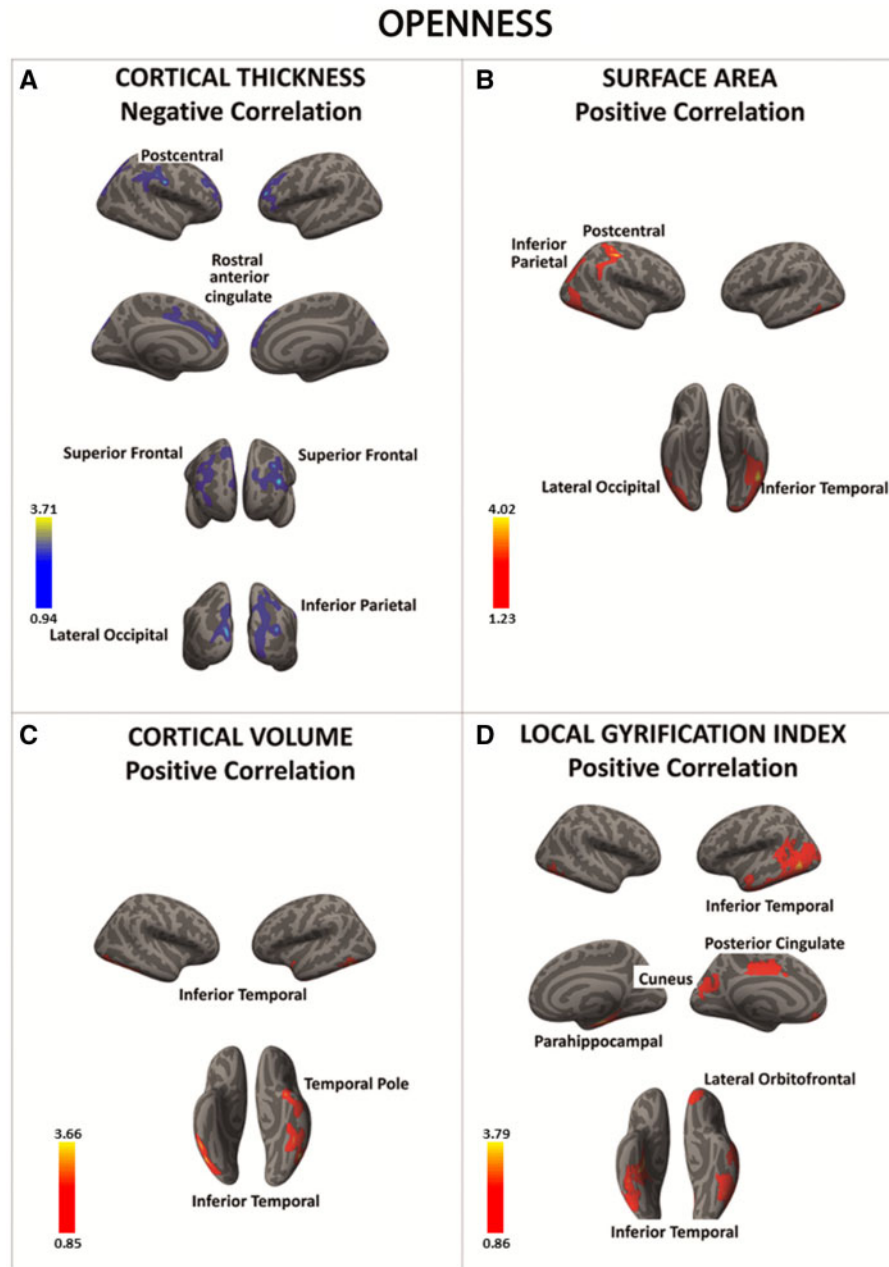 OPENNESS
A
CORTICAL THICKNESS
Negative Correlation
Postcentral
Rostral
anterior
cingulate
Superior Frontal
Superior Frontal
3.71
0.94
Lateral Occipital
Inferior Parietal
B
SURFACE AREA
Positive Correlation
Postcentral
Inferior
Parietal
Lateral Occipital
Inferior Temporal
4.02
1.23
C
CORTICAL VOLUME
Positive Correlation
Inferior Temporal
Temporal Pole
3.66
0.85
Inferior Temporal
D
LOCAL GYRIFICATION INDEX
Positive Correlation
Inferior Temporal
Posterior Cingulate
Cuneus
Parahippocampal
Lateral Orbitofrontal
3.79
0.86
Inferior Temporal